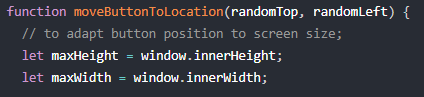 function moveButtonToLocation(randomTop, randomLeft) {
// to adapt button position to screen size;
let maxHeight = window.innerHeight;
let maxWidth = window.innerWidth;